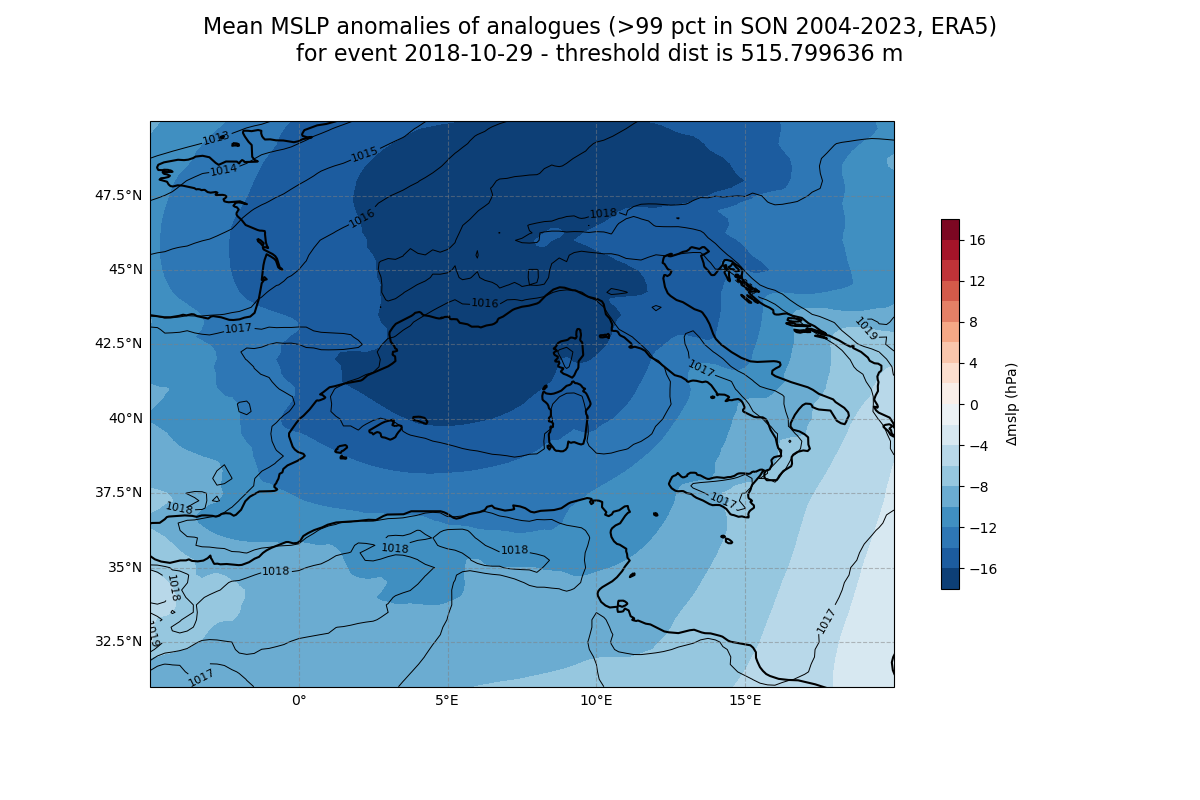 Mean MSLP anomalies of analogues (>99 pct in SON 2004-2023, ERA5)
for event 2018-10-29 - threshold dist is 515.799636 m
1013
1014
1015
1016
1018
47.5°N
45°N
1016
1017
1019
42.5°N
1017
40°N
37.5°N
1018
1017
1018
1018
35°N
1018
1018
1019
32.5°N
1017
1017
0°
5°E
10°E
15°E
16
12
8
4
0
−4
−8
−12
−16
Δmslp (hPa)